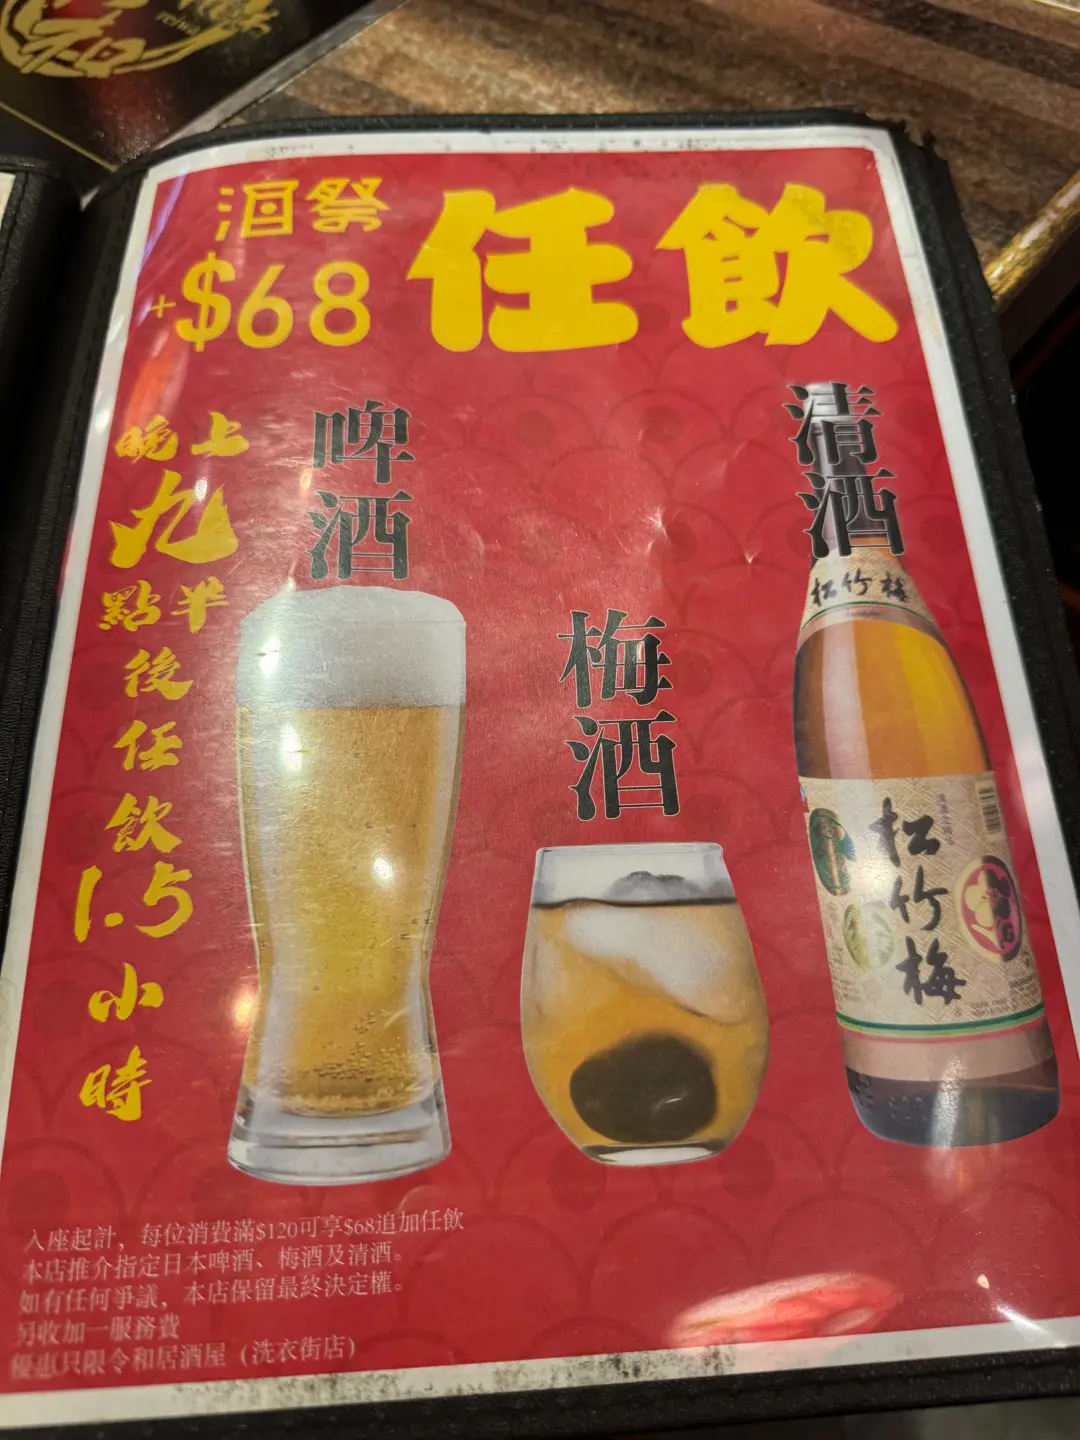 酒祭
+$68
任飲
晚上
九
點半
後
任
飲
1.5
小
時
啤酒
梅酒
清酒
松竹梅
松竹梅
入座起計，每位消費滿$120可享$68追加任飲
本店推介指定日本啤酒、梅酒及清酒。
如有任何爭議，本店保留最終決定權。
另收加一服務費
優惠只限令和居酒屋（洗衣街店）